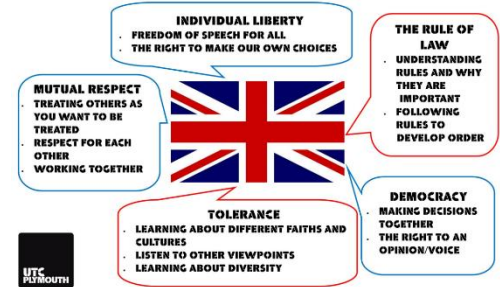 INDIVIDUAL LIBERTY
. FREEDOM OF SPEECH FOR ALL
. THE RIGHT TO MAKE OUR OWN CHOICES
THE RULE OF
LAW
. UNDERSTANDING
RULES AND WHY
THEY ARE
IMPORTANT
. FOLLOWING
RULES TO
DEVELOP ORDER
MUTUAL RESPECT
. TREATING OTHERS AS
YOU WANT TO BE
TREATED
. RESPECT FOR EACH
OTHER
. WORKING TOGETHER
DEMOCRACY
. MAKING DECISIONS
TOGETHER
. THE RIGHT TO AN
OPINION/VOICE
TOLERANCE
. LEARNING ABOUT DIFFERENT FAITHS AND
CULTURES
. LISTEN TO OTHER VIEWPOINTS
. LEARNING ABOUT DIVERSITY
UTC
PLYMOUTH